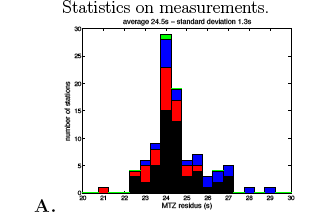 Statistics on measurements.
average 24.5s − standard deviation 1.3s
number of stations
30
25
20
15
10
5
0
20 21 22 23 24 25 26 27 28 29 30
MTZ residus (s)
A.